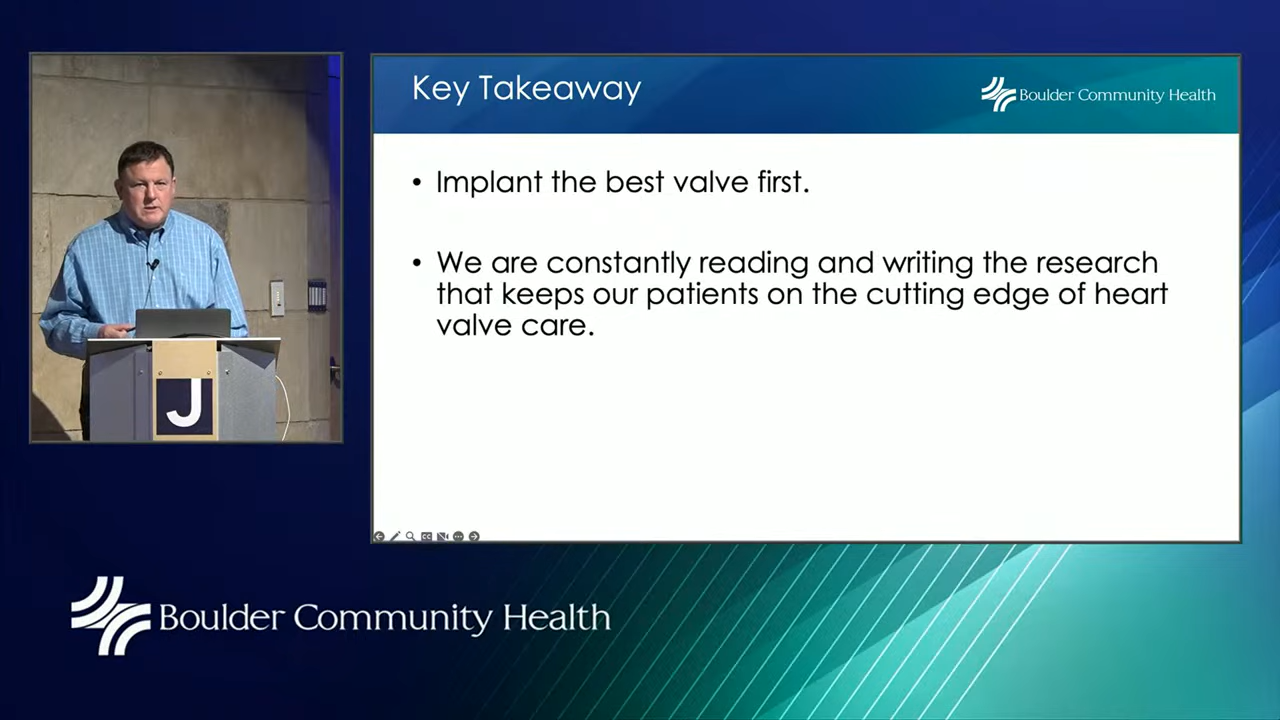 Key Takeaway
Boulder Community Health
• Implant the best valve first.
• We are constantly reading and writing the research
that keeps our patients on the cutting edge of heart
valve care.
J
Boulder Community Health